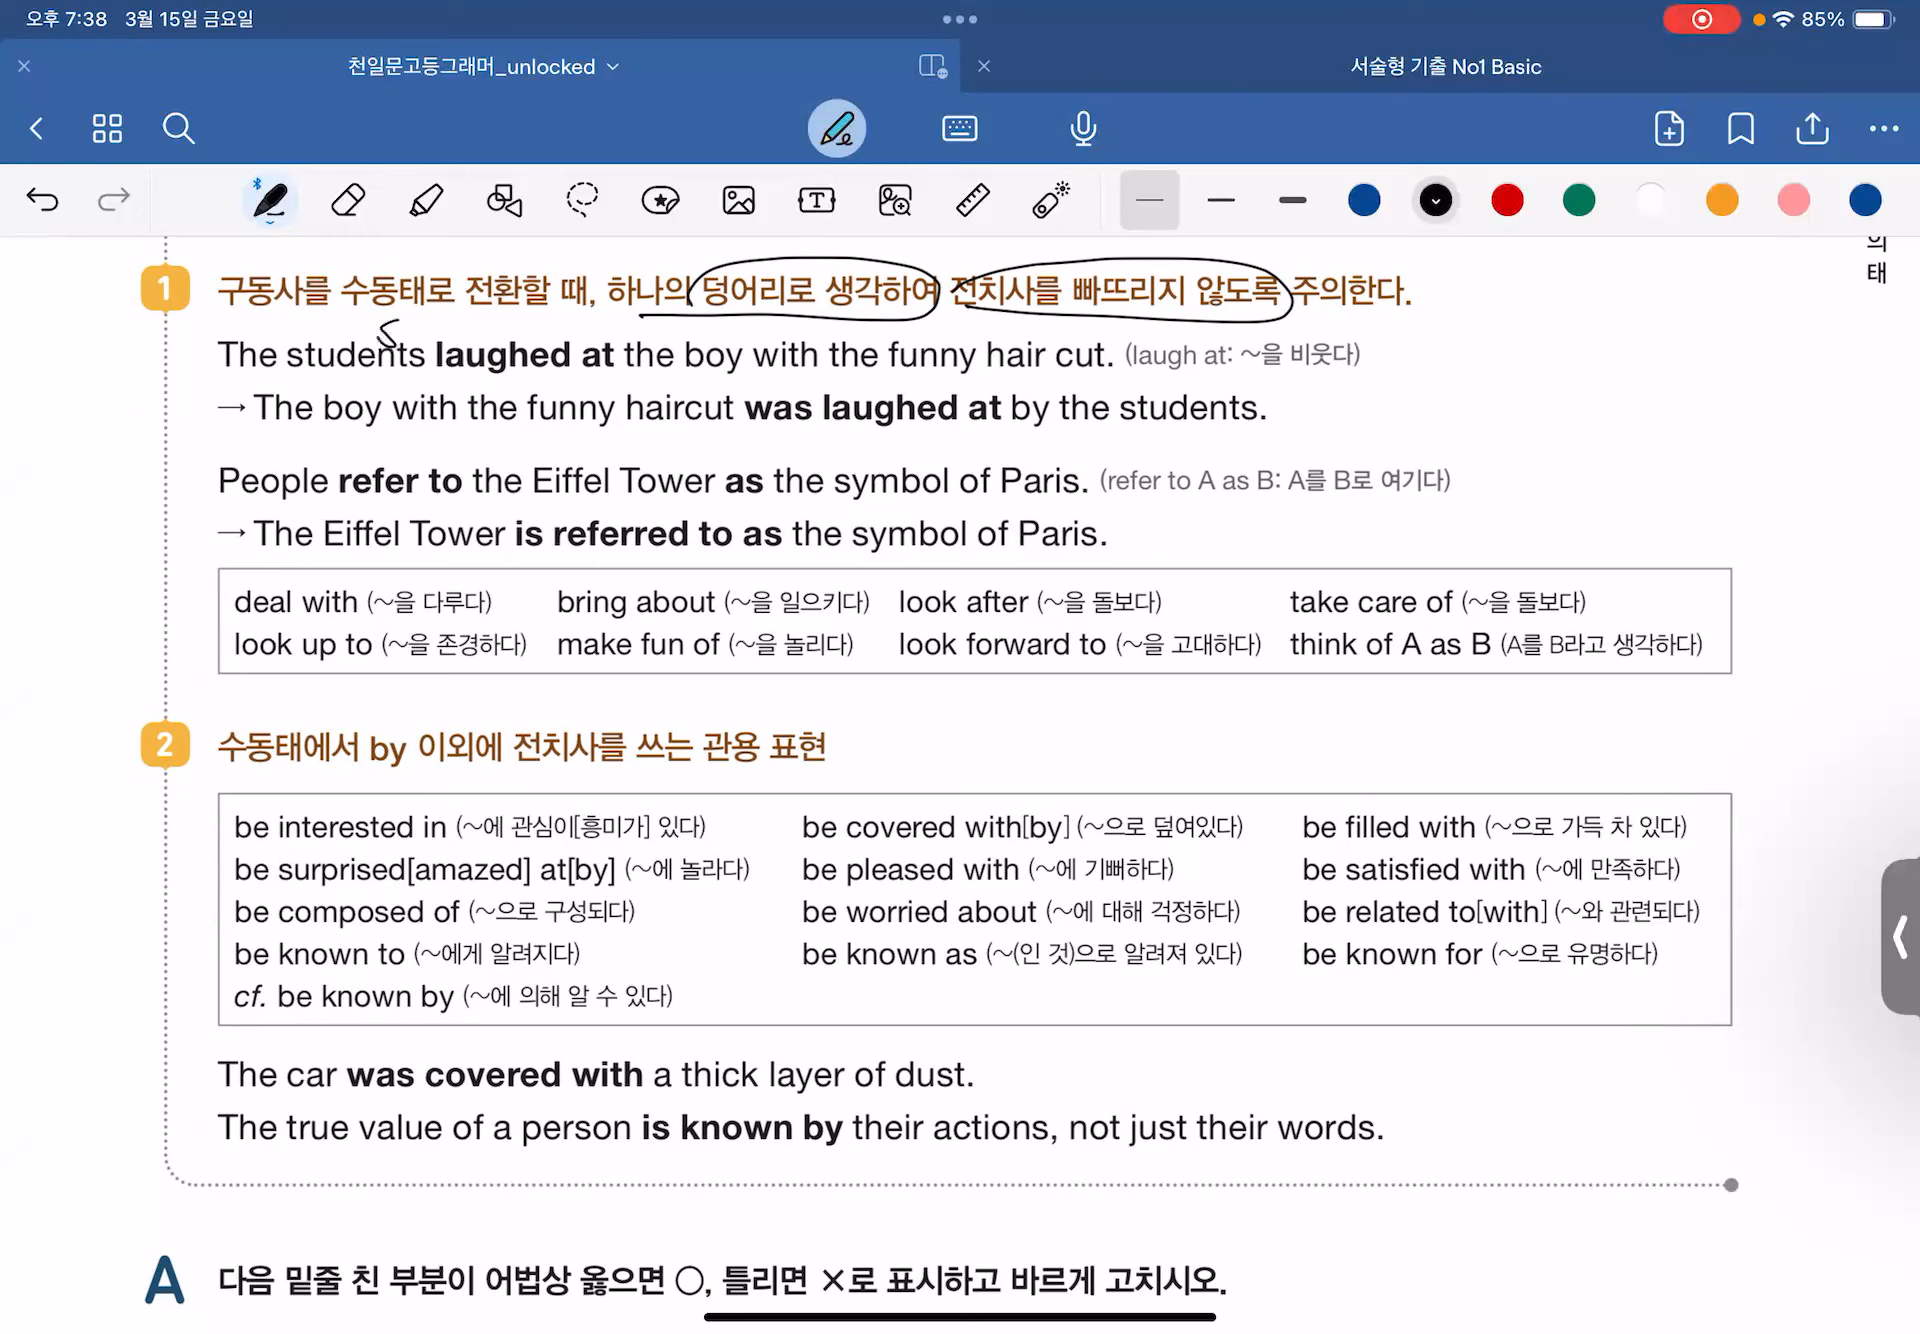 오후 7:38 3월 15일 금요일
85%
천일문고등그래머_unlocked
서술형 기출 No1 Basic
의
태
1 구동사를 수동태로 전환할 때, 하나의 덩어리로 생각하여 전치사를 빠뜨리지 않도록 주의한다.
S
The students laughed at the boy with the funny hair cut. (laugh at: ~을 비웃다)
→ The boy with the funny haircut was laughed at by the students.
People refer to the Eiffel Tower as the symbol of Paris. (refer to A as B: A를 B로 여기다)
→ The Eiffel Tower is referred to as the symbol of Paris.
deal with (~을 다루다) bring about (~을 일으키다) look after (~을 돌보다) take care of (~을 돌보다)
look up to (~을 존경하다) make fun of (~을 놀리다) look forward to (~을 고대하다) think of A as B (A를 B라고 생각하다)
2 수동태에서 by 이외에 전치사를 쓰는 관용 표현
be interested in (~에 관심이[흥미가] 있다) be covered with[by] (~으로 덮여있다) be filled with (~으로 가득 차 있다)
be surprised[amazed] at[by] (~에 놀라다) be pleased with (~에 기뻐하다) be satisfied with (~에 만족하다)
be composed of (~으로 구성되다) be worried about (~에 대해 걱정하다) be related to[with] (~와 관련되다)
be known to (~에게 알려지다) be known as (~(인 것)으로 알려져 있다) be known for (~으로 유명하다)
cf. be known by (~에 의해 알 수 있다)
The car was covered with a thick layer of dust.
The true value of a person is known by their actions, not just their words.
A 다음 밑줄 친 부분이 어법상 옳으면 ○, 틀리면 ×로 표시하고 바르게 고치시오.